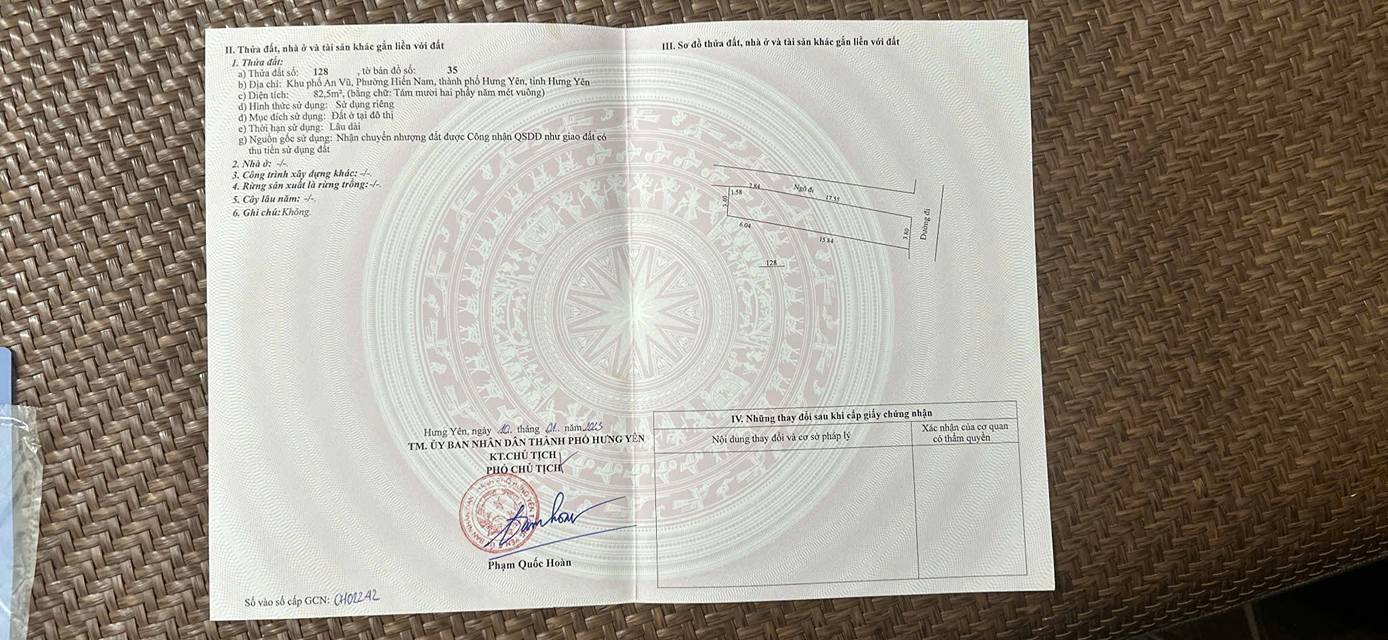 II. Thửa đất, nhà ở và tài sản khác gắn liền với đất
1. Thửa đất:
a) Thửa đất số: 128 , tờ bản đồ số: 35
b) Địa chỉ: Khu phố An Vũ, Phường Hiến Nam, thành phố Hưng Yên, tỉnh Hưng Yên
c) Diện tích: 82,5m², (bằng chữ: Tám mươi hai phẩy năm mét vuông)
d) Hình thức sử dụng: Sử dụng riêng
đ) Mục đích sử dụng: Đất ở tại đô thị
e) Thời hạn sử dụng: Lâu dài
g) Nguồn gốc sử dụng: Nhận chuyển nhượng đất được Công nhận QSDĐ như giao đất có
thu tiền sử dụng đất
2. Nhà ở: -/-.
3. Công trình xây dựng khác: -/-.
4. Rừng sản xuất là rừng trồng: -/-.
5. Cây lâu năm: -/-.
6. Ghi chú: Không.
Hưng Yên, ngày 10 tháng 01 năm 2023
TM. ỦY BAN NHÂN DÂN THÀNH PHỐ HƯNG YÊN
KT.CHỦ TỊCH
PHÓ CHỦ TỊCH
Phạm Quốc Hoàn
Số vào sổ cấp GCN: CH02242
III. Sơ đồ thửa đất, nhà ở và tài sản khác gắn liền với đất
Ngõ đi
2.64
1.58
17.55
3.60
6.04
15.84
3.80
Đường đi
128
IV. Những thay đổi sau khi cấp giấy chứng nhận
Nội dung thay đổi và cơ sở pháp lý
Xác nhận của cơ quan
có thẩm quyền